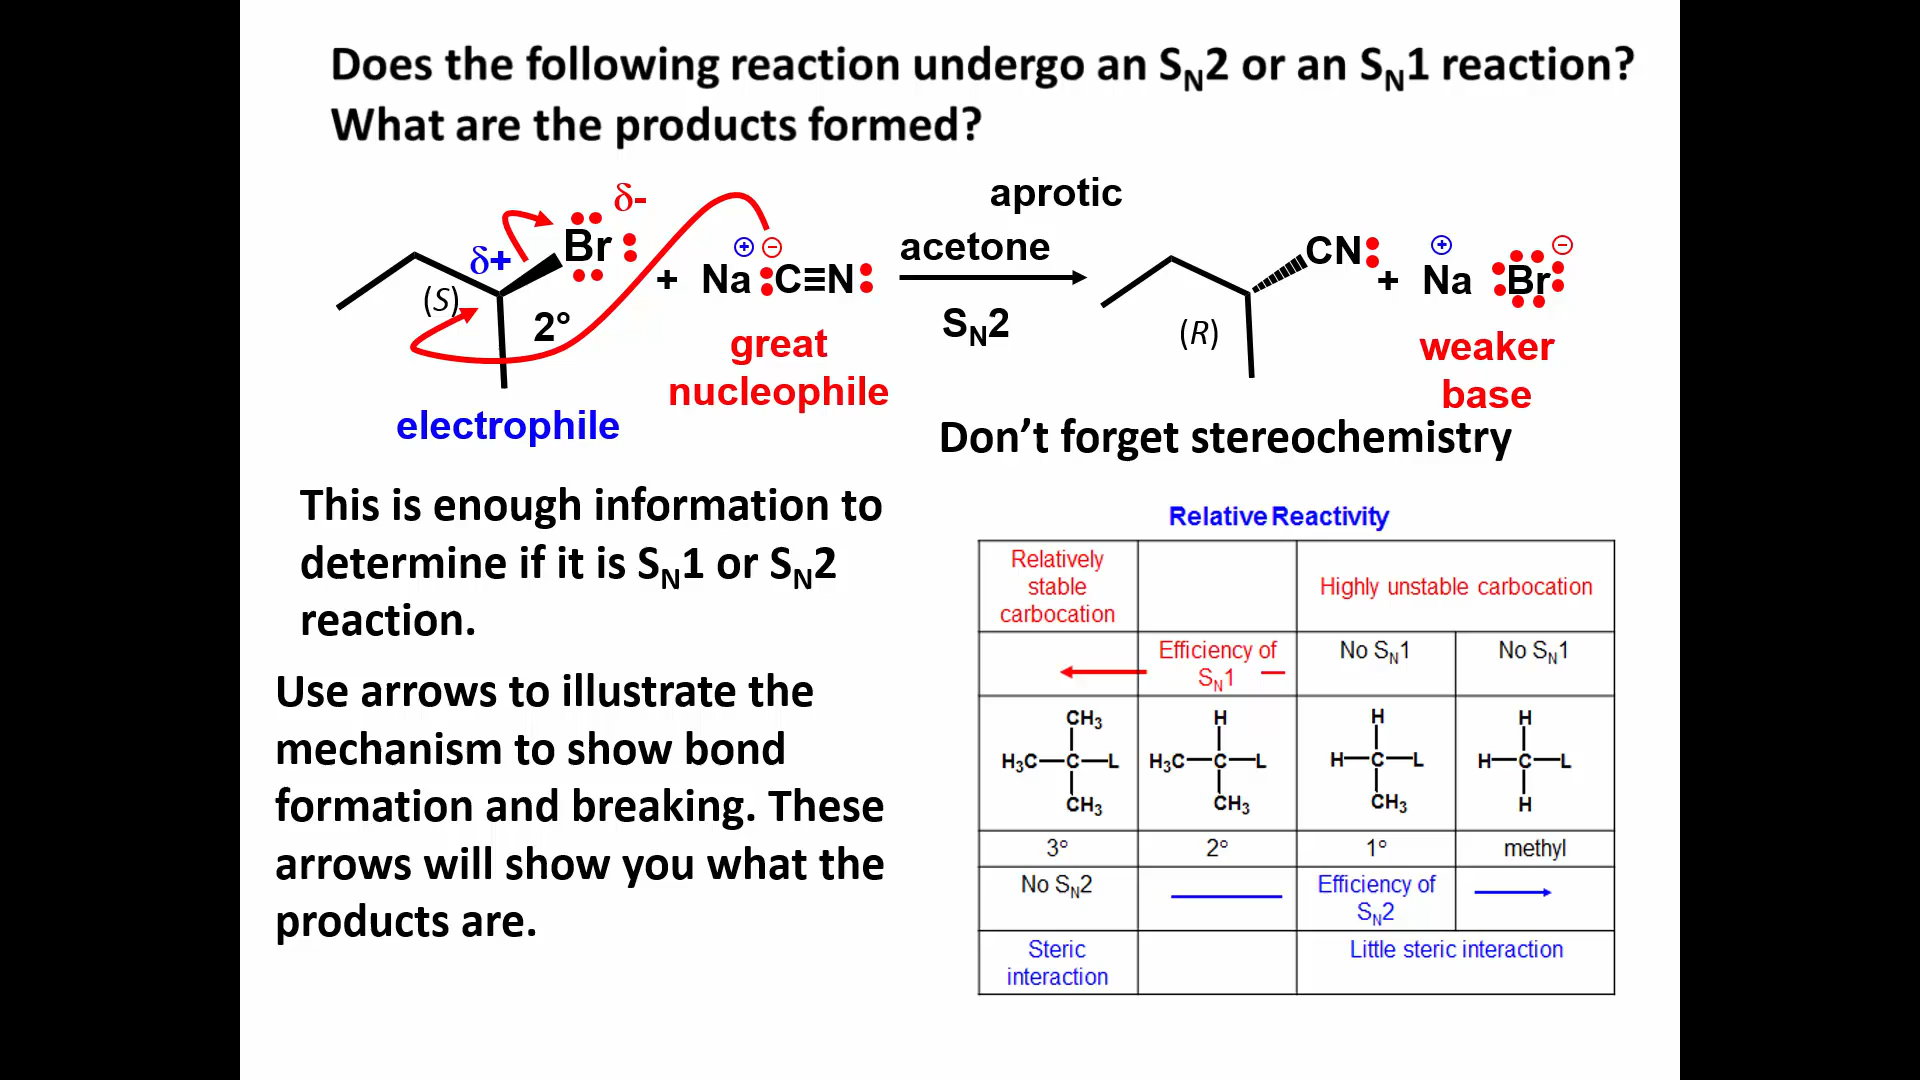 Does the following reaction undergo an SN2 or an SN1 reaction?
What are the products formed?
δ-
aprotic
δ+ Br
+ Na :C≡N:
acetone
CN: + Na Br
⊕ ⊖
⊕ ⊖
(S)
2°
SN2
(R)
great
nucleophile
weaker
base
electrophile
Don’t forget stereochemistry
This is enough information to
determine if it is SN1 or SN2
reaction.
Use arrows to illustrate the
mechanism to show bond
formation and breaking. These
arrows will show you what the
products are.
Relative Reactivity
Relatively
stable
carbocation
Highly unstable carbocation
Efficiency of
SN1
No SN1
No SN1
CH3
H3C—C—L
CH3
H
H3C—C—L
CH3
H
H—C—L
CH3
H
H—C—L
H
3° 2° 1° methyl
No SN2
Efficiency of
SN2
Steric
interaction
Little steric interaction